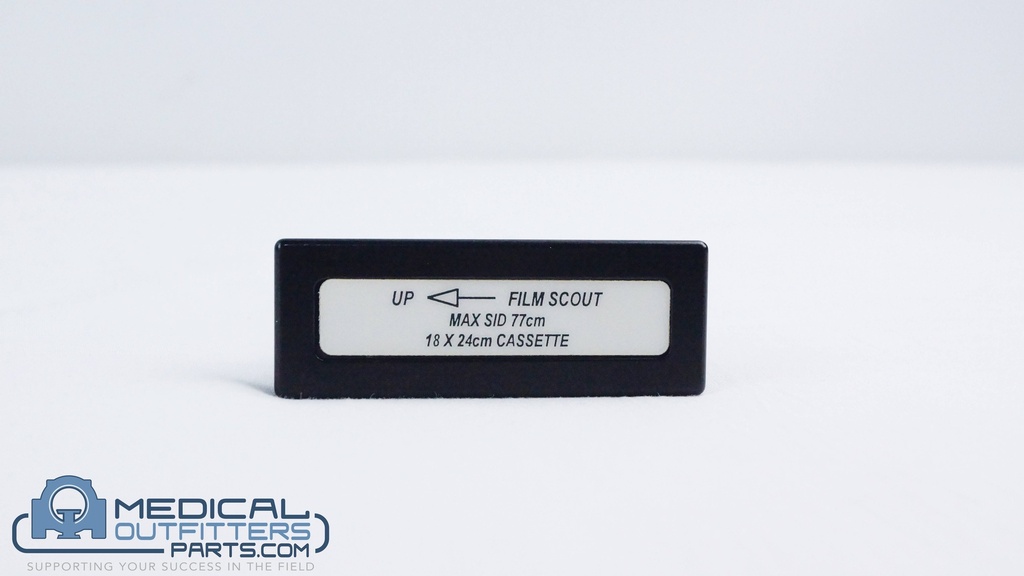 UP FILM SCOUT
MAX SID 77cm
18 X 24cm CASSETTE
MEDICAL
OUTFITTERS
PARTS.COM
SUPPORTING YOUR SUCCESS IN THE FIELD